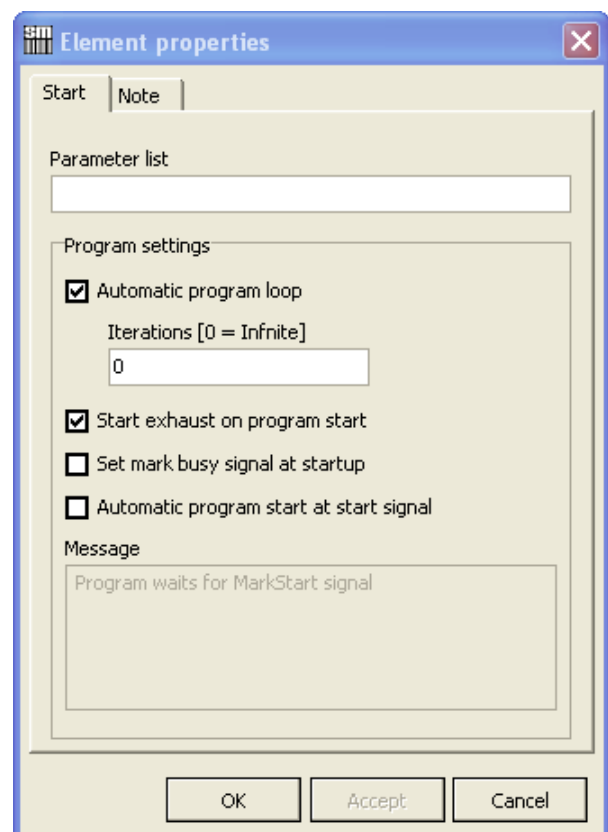 sm
Element properties
Start Note
Parameter list
Program settings
Automatic program loop
Iterations [0 = Infnite]
0
Start exhaust on program start
Set mark busy signal at startup
Automatic program start at start signal
Message
Program waits for MarkStart signal
OK Accept Cancel